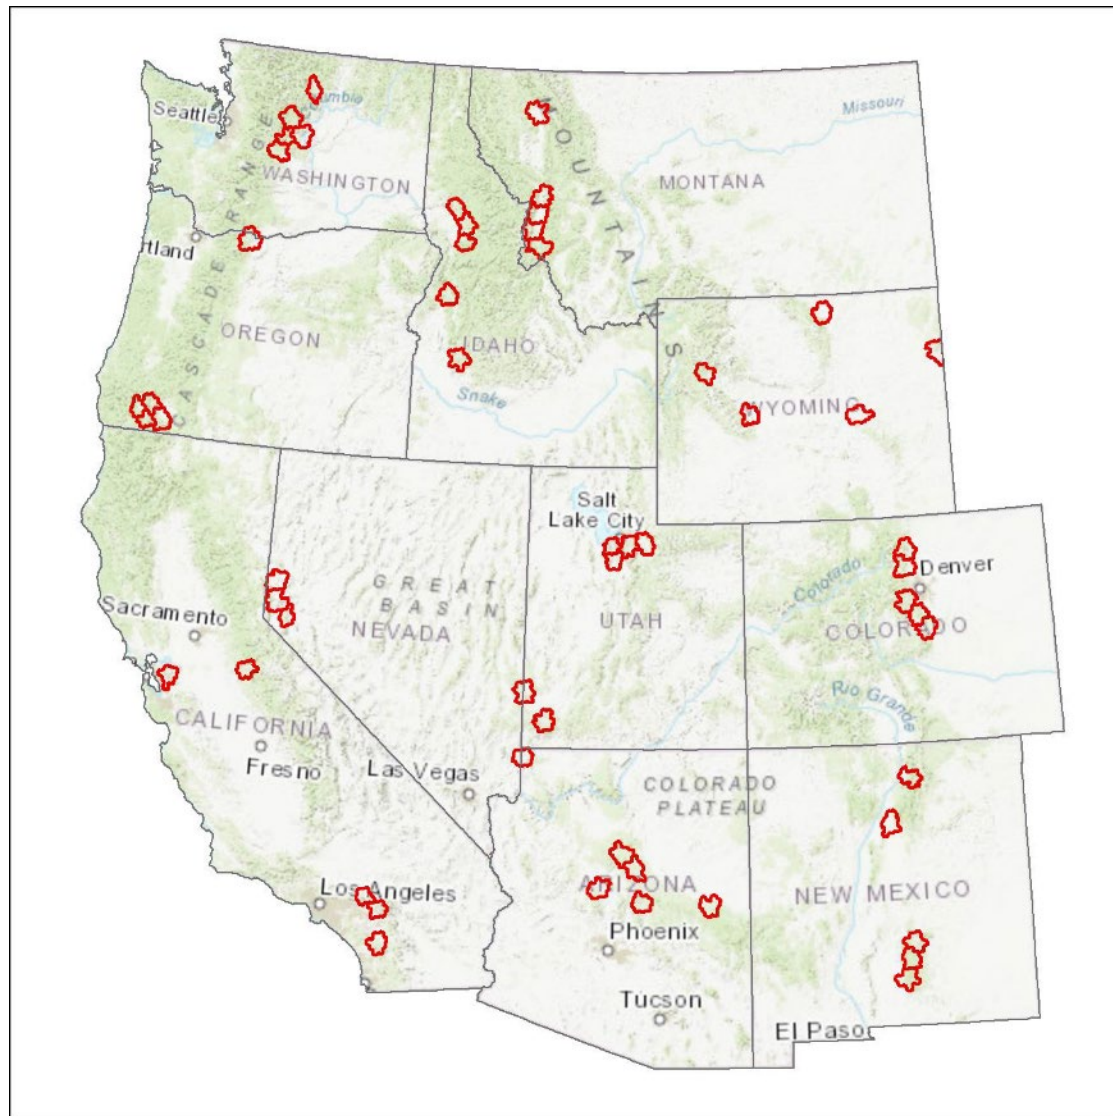 Seattle
Columbia
Missouri
WASHINGTON
MONTANA
CASCADE RANGE
MOUNTAINS
rtland
OREGON
IDAHO
Snake
WYOMING
Salt
Lake City
Colorado
Denver
GREAT
BASIN
Sacramento
NEVADA
UTAH
COLORADO
Rio Grande
CALIFORNIA
Fresno
Las Vegas
COLORADO
PLATEAU
Los Angeles
ARIZONA
NEW MEXICO
Phoenix
Tucson
El Paso